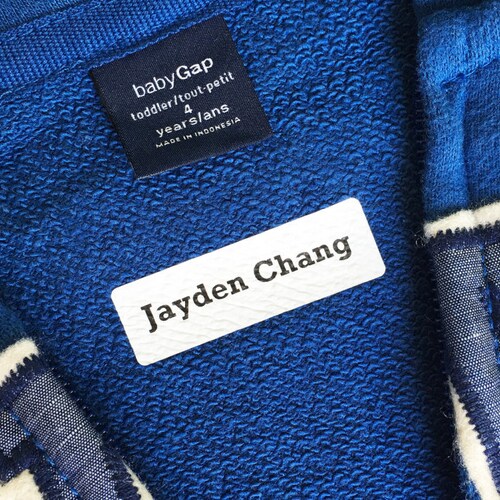 babyGap
toddler/tout-petit
4
years/ans
MADE IN INDONESIA
Jayden Chang